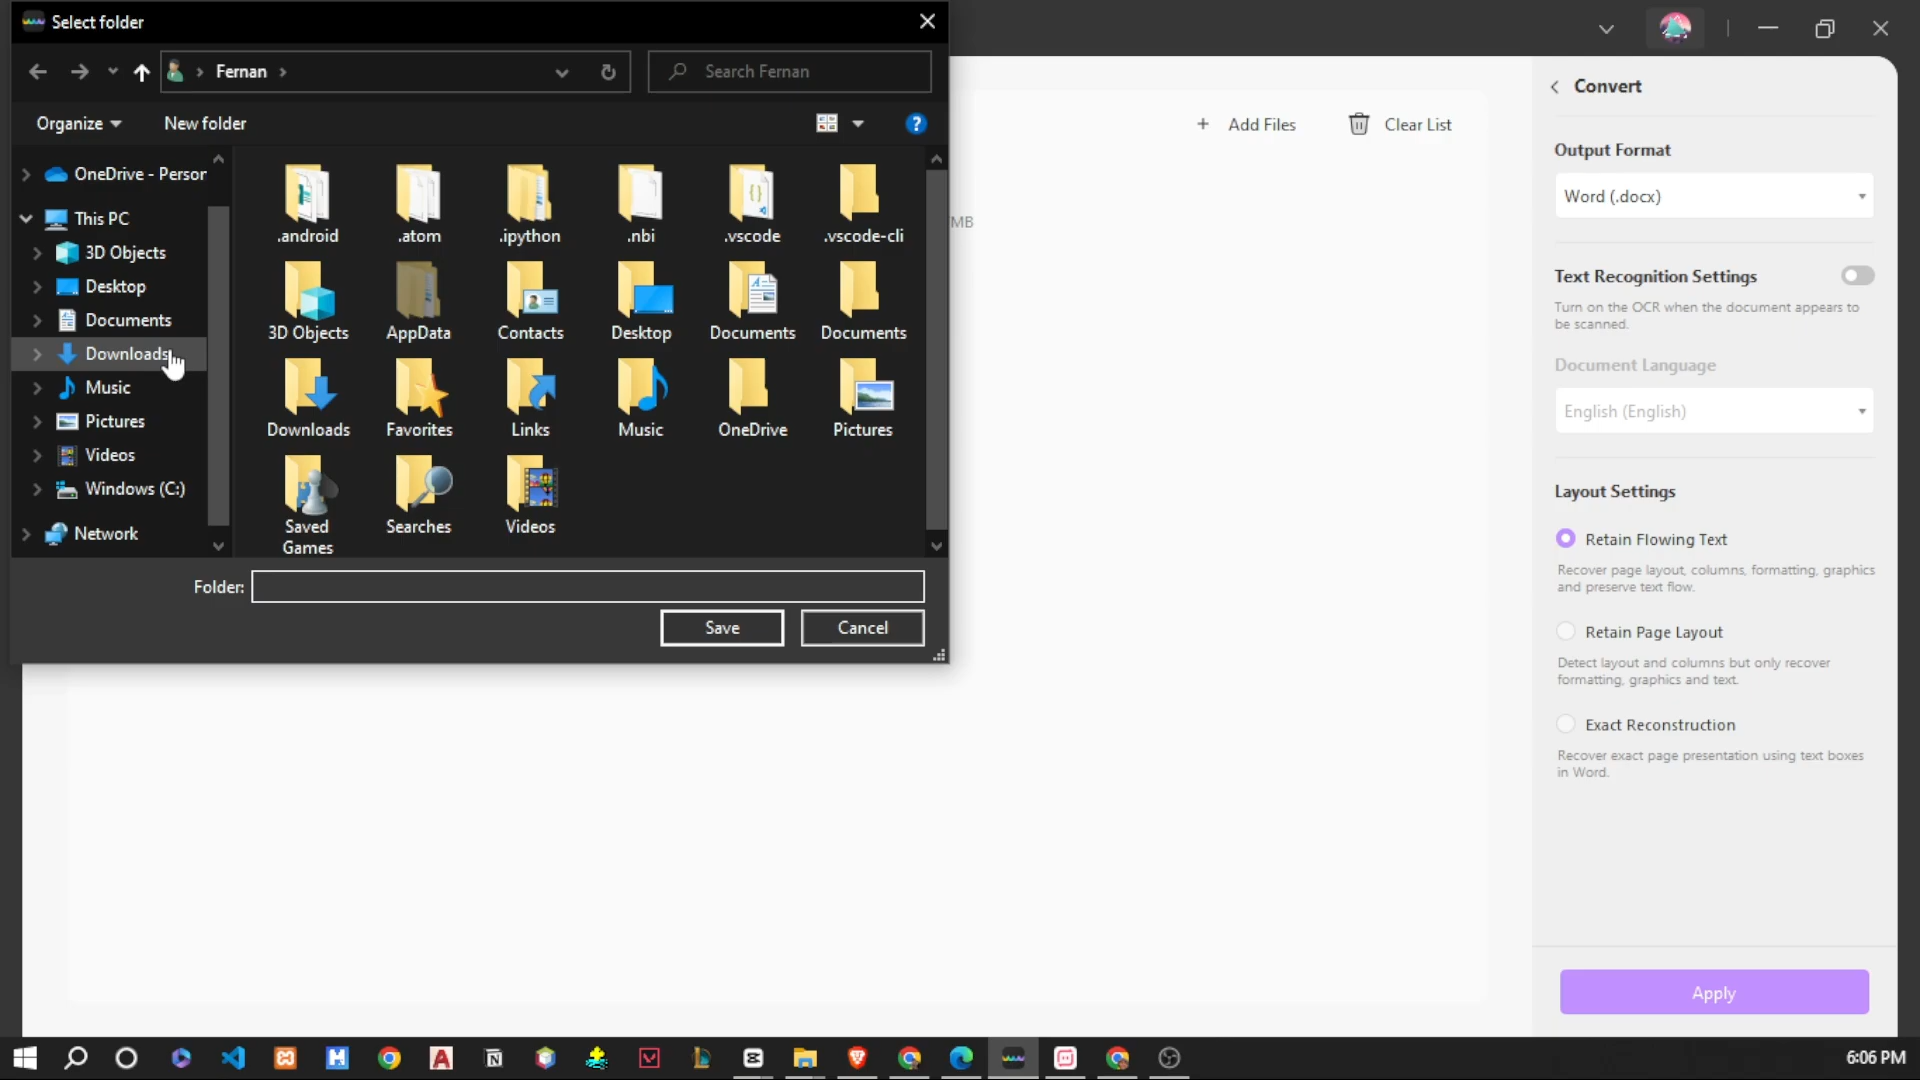 Select folder
Fernan
Search Fernan
Organize
New folder
OneDrive - Person
This PC
3D Objects
Desktop
Documents
Downloads
Music
Pictures
Videos
Windows (C:)
Network
.android
.atom
.ipython
.nbi
.vscode
.vscode-cli
3D Objects
AppData
Contacts
Desktop
Documents
Documents
Downloads
Favorites
Links
Music
OneDrive
Pictures
Saved
Games
Searches
Videos
Folder:
Save
Cancel
Add Files
Clear List
MB
Convert
Output Format
Word (.docx)
Text Recognition Settings
Turn on the OCR when the document appears to
be scanned.
Document Language
English (English)
Layout Settings
Retain Flowing Text
Recover page layout, columns, formatting, graphics
and preserve text flow.
Retain Page Layout
Detect layout and columns but only recover
formatting, graphics and text.
Exact Reconstruction
Recover exact page presentation using text boxes
in Word.
Apply
6:06 PM